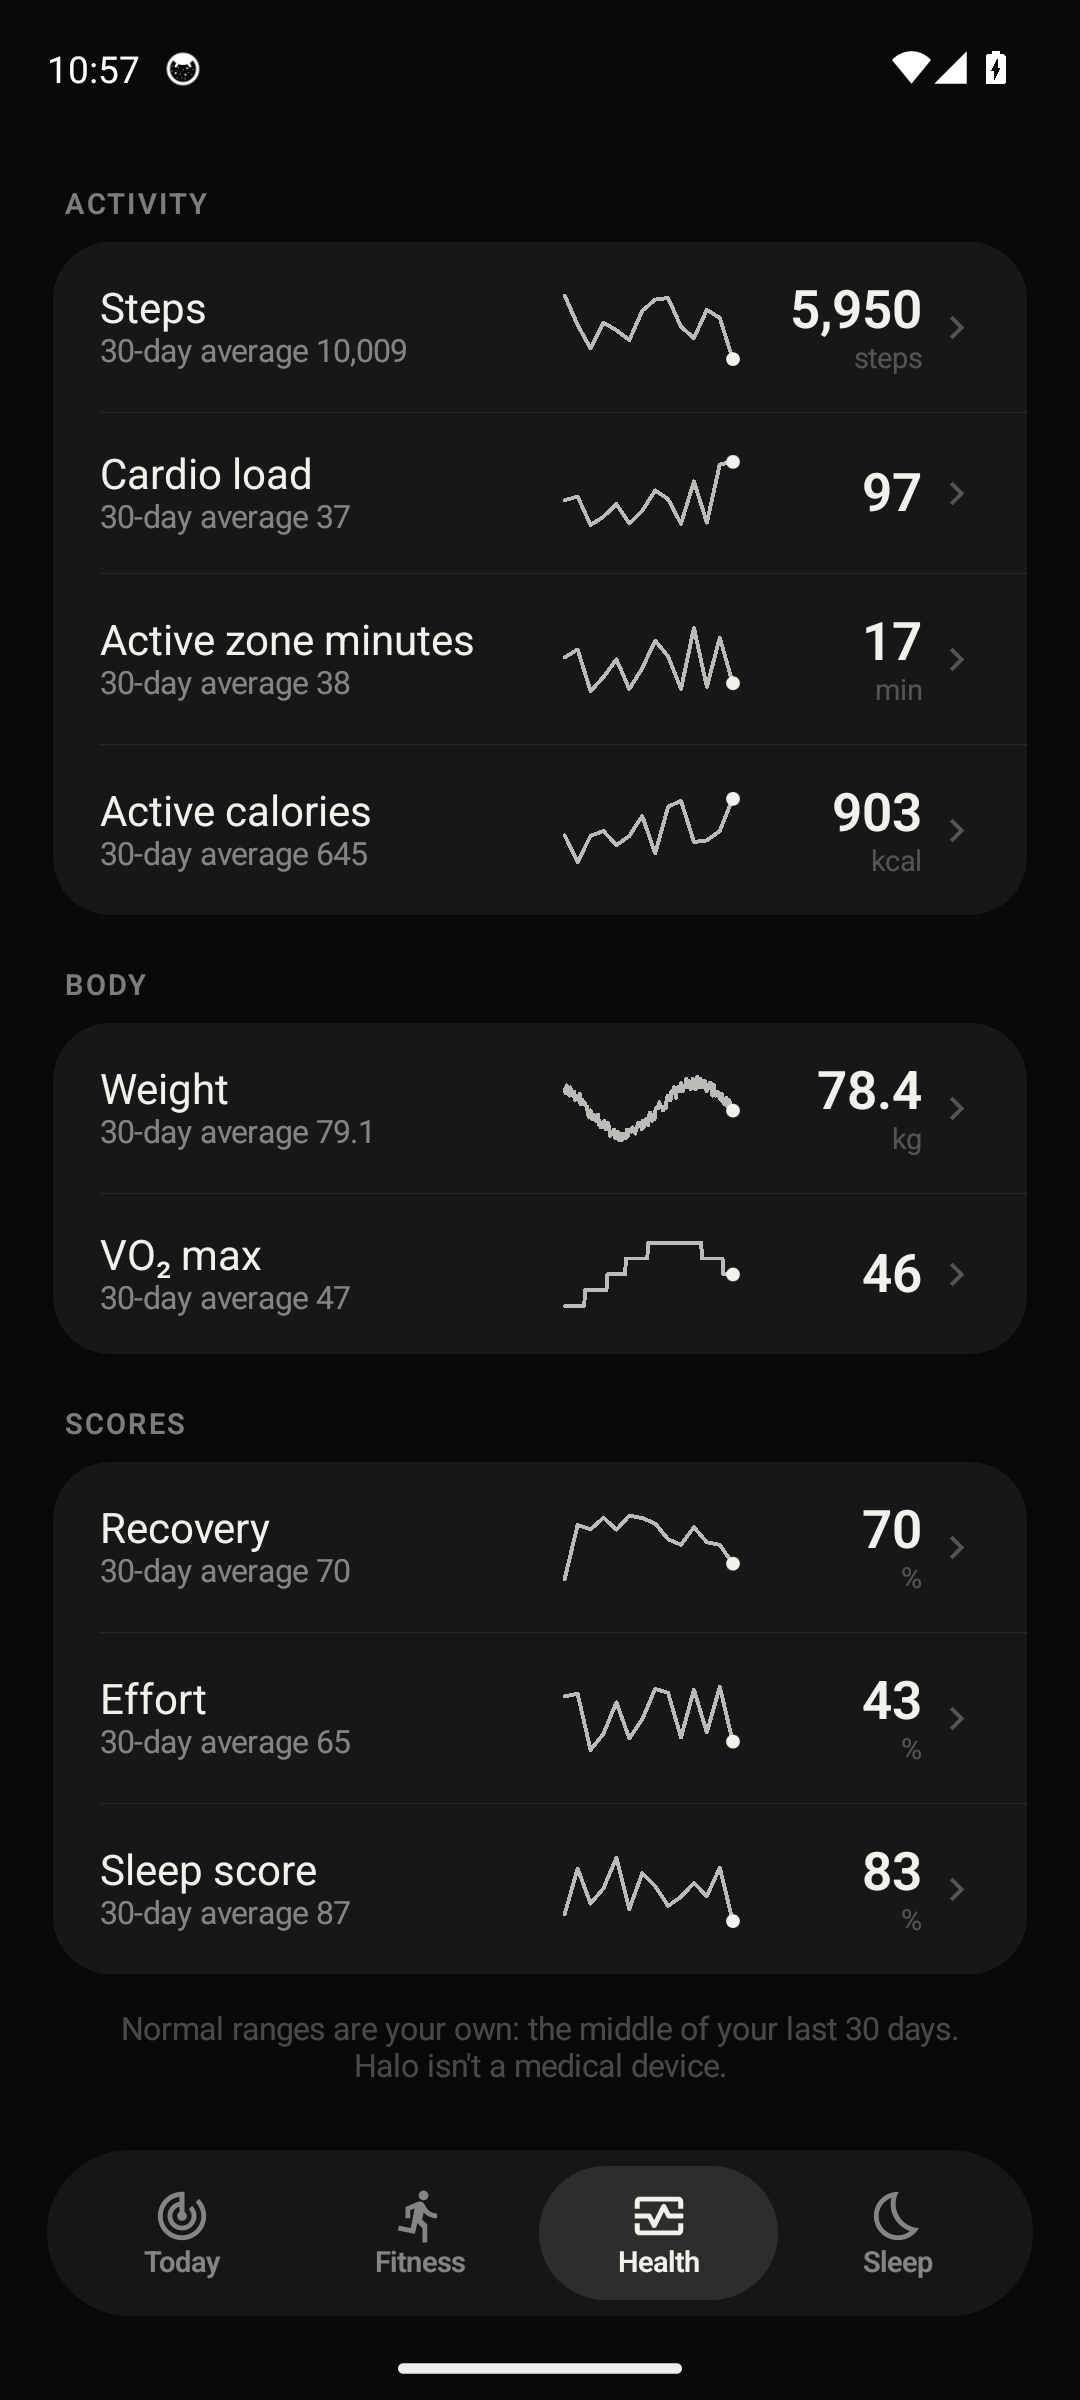 10:57
ACTIVITY
Steps
30-day average 10,009
5,950
steps
Cardio load
30-day average 37
97
Active zone minutes
30-day average 38
17
min
Active calories
30-day average 645
903
kcal
BODY
Weight
30-day average 79.1
78.4
kg
VO₂ max
30-day average 47
46
SCORES
Recovery
30-day average 70
70
%
Effort
30-day average 65
43
%
Sleep score
30-day average 87
83
%
Normal ranges are your own: the middle of your last 30 days.
Halo isn't a medical device.
Today
Fitness
Health
Sleep